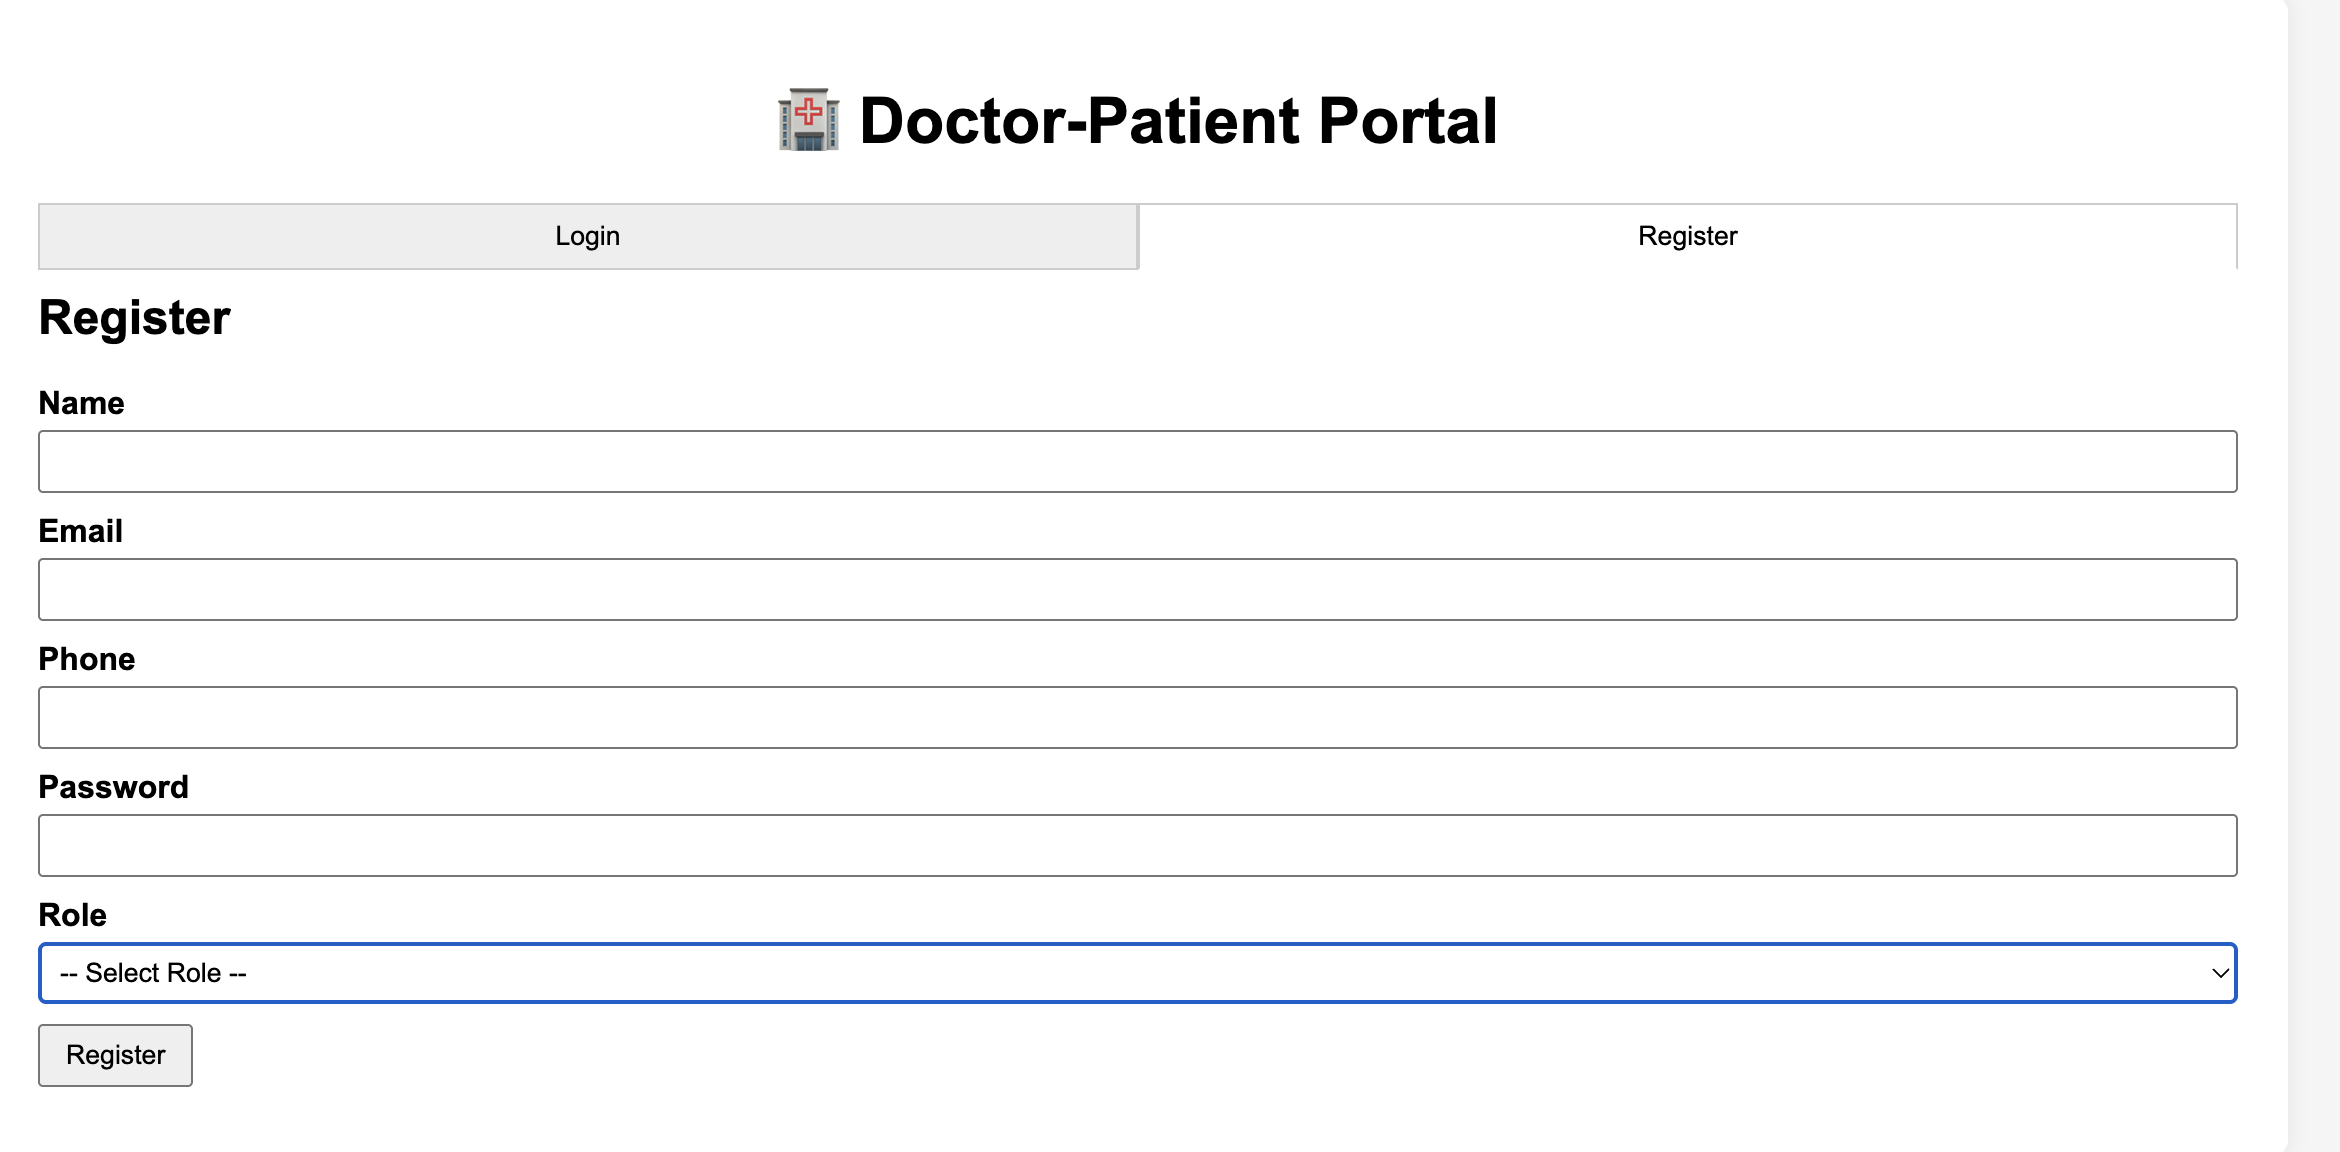 Doctor-Patient Portal
Login
Register
Register
Name
Email
Phone
Password
Role
-- Select Role --
Register